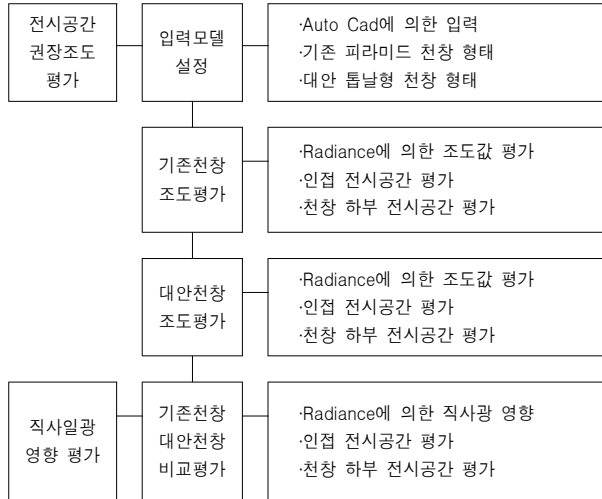 전시공간
권장조도
평가
입력모델
설정
·Auto Cad에 의한 입력
·기존 피라미드 천창 형태
·대안 톱날형 천창 형태
기존천창
조도평가
·Radiance에 의한 조도값 평가
·인접 전시공간 평가
·천창 하부 전시공간 평가
대안천창
조도평가
·Radiance에 의한 조도값 평가
·인접 전시공간 평가
·천창 하부 전시공간 평가
직사일광
영향 평가
기존천창
대안천창
비교평가
·Radiance에 의한 직사광 영향
·인접 전시공간 평가
·천창 하부 전시공간 평가